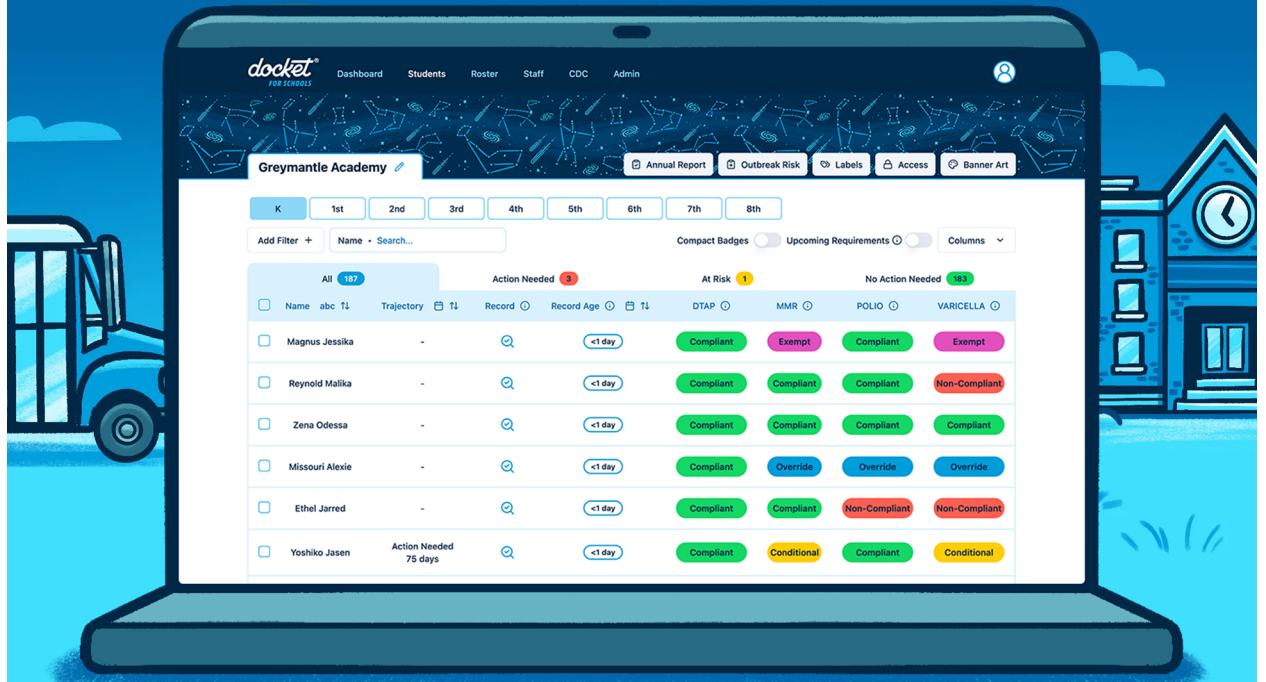 docket®
FOR SCHOOLS
Dashboard Students Roster Staff CDC Admin
Greymantle Academy
Annual Report Outbreak Risk Labels Access Banner Art
K 1st 2nd 3rd 4th 5th 6th 7th 8th
Add Filter + Name • Search... Compact Badges Upcoming Requirements Columns
All 187 Action Needed 3 At Risk 1 No Action Needed 183
Name abc Trajectory Record Record Age DTAP MMR POLIO VARICELLA
Magnus Jessika - <1 day Compliant Exempt Compliant Exempt
Reynold Malika - <1 day Compliant Compliant Compliant Non-Compliant
Zena Odessa - <1 day Compliant Compliant Compliant Compliant
Missouri Alexie - <1 day Compliant Override Override Override
Ethel Jarred - <1 day Compliant Compliant Non-Compliant Non-Compliant
Yoshiko Jasen Action Needed 75 days <1 day Compliant Conditional Compliant Conditional